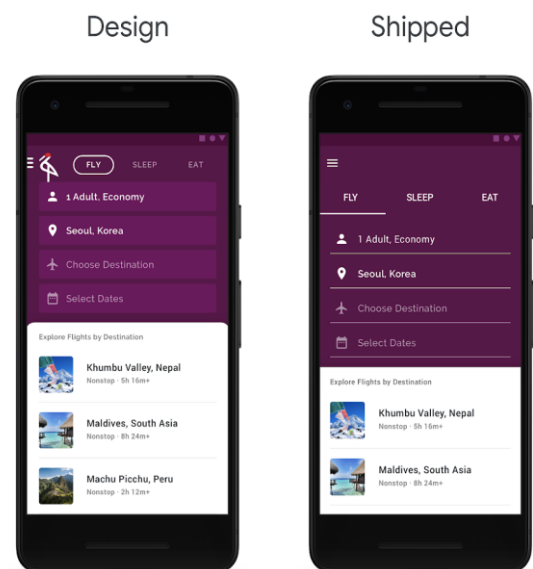 Design
FLY SLEEP EAT
1 Adult, Economy
Seoul, Korea
Choose Destination
Select Dates
Explore Flights by Destination
Khumbu Valley, Nepal
Nonstop · 5h 16m+
Maldives, South Asia
Nonstop · 8h 24m+
Machu Picchu, Peru
Nonstop · 2h 12m+
Shipped
FLY SLEEP EAT
1 Adult, Economy
Seoul, Korea
Choose Destination
Select Dates
Explore Flights by Destination
Khumbu Valley, Nepal
Nonstop · 5h 16m+
Maldives, South Asia
Nonstop · 8h 24m+